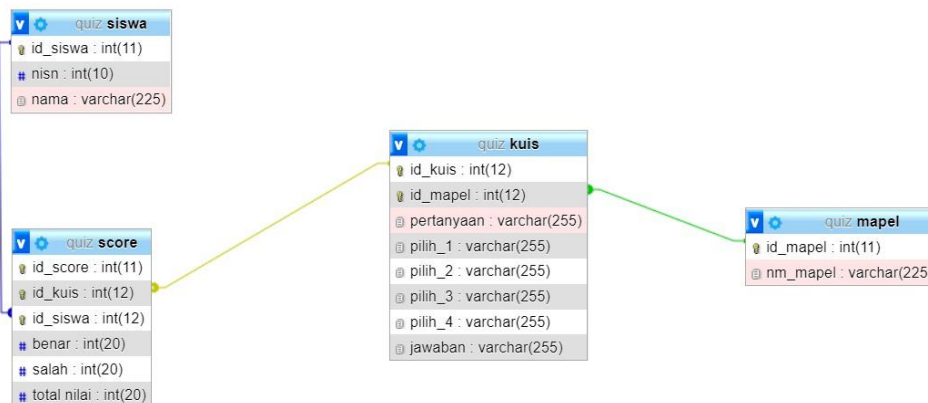 v quiz siswa
id_siswa : int(11)
# nisn : int(10)
nama : varchar(225)
v quiz kuis
id_kuis : int(12)
id_mapel : int(12)
pertanyaan : varchar(255)
pilih_1 : varchar(255)
pilih_2 : varchar(255)
pilih_3 : varchar(255)
pilih_4 : varchar(255)
jawaban : varchar(255)
v quiz mapel
id_mapel : int(11)
nm_mapel : varchar(225
v quiz score
id_score : int(11)
id_kuis : int(12)
id_siswa : int(12)
# benar : int(20)
# salah : int(20)
# total nilai : int(20)